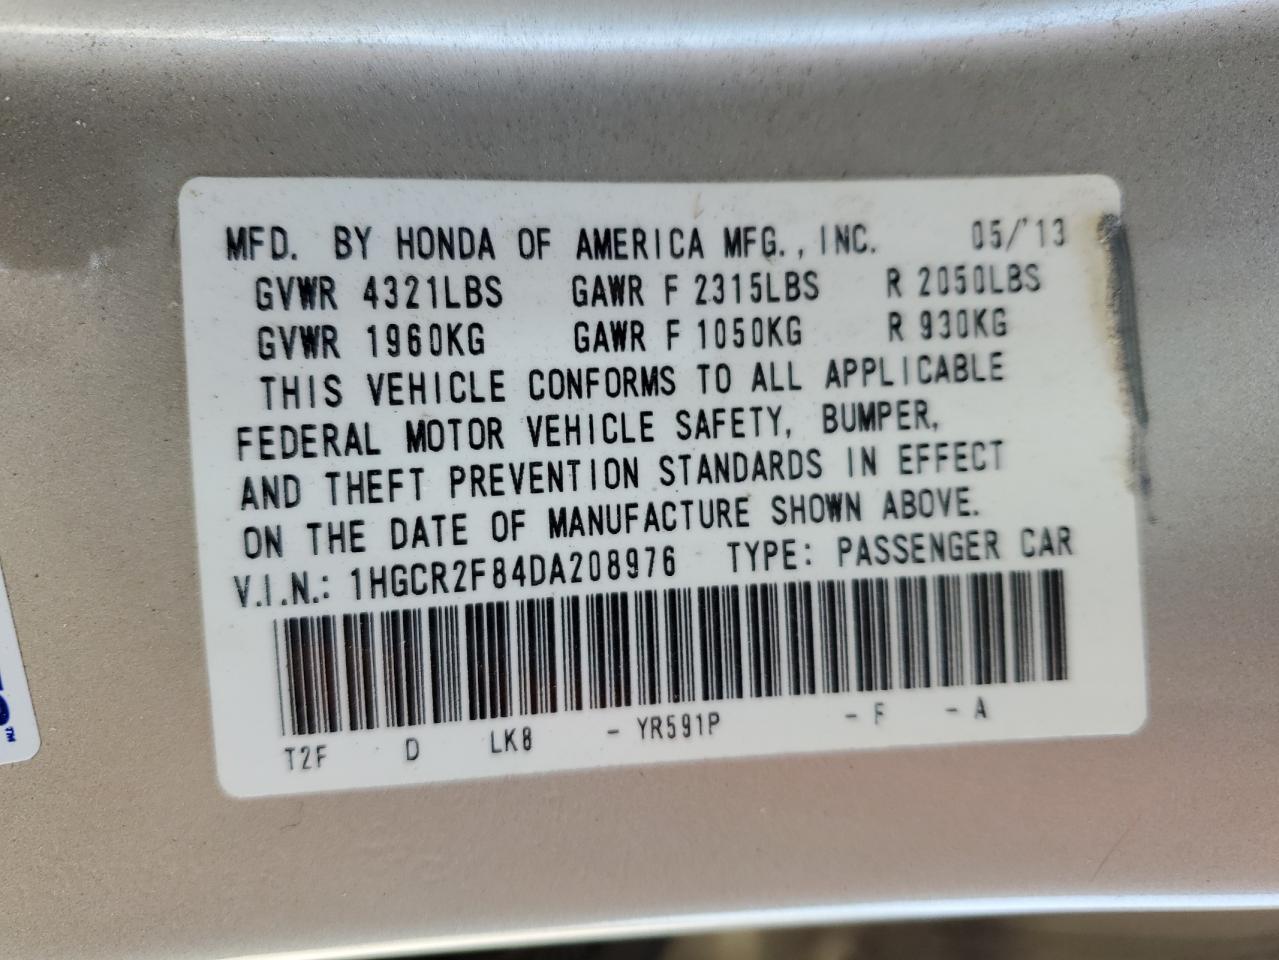 MFD. BY HONDA OF AMERICA MFG., INC. 05/'13
GVWR 4321LBS GAWR F 2315LBS R 2050LBS
GVWR 1960KG GAWR F 1050KG R 930KG
THIS VEHICLE CONFORMS TO ALL APPLICABLE
FEDERAL MOTOR VEHICLE SAFETY, BUMPER,
AND THEFT PREVENTION STANDARDS IN EFFECT
ON THE DATE OF MANUFACTURE SHOWN ABOVE.
V.I.N.: 1HGCR2F84DA208976 TYPE: PASSENGER CAR
T2F D LK8 - YR591P - F - A